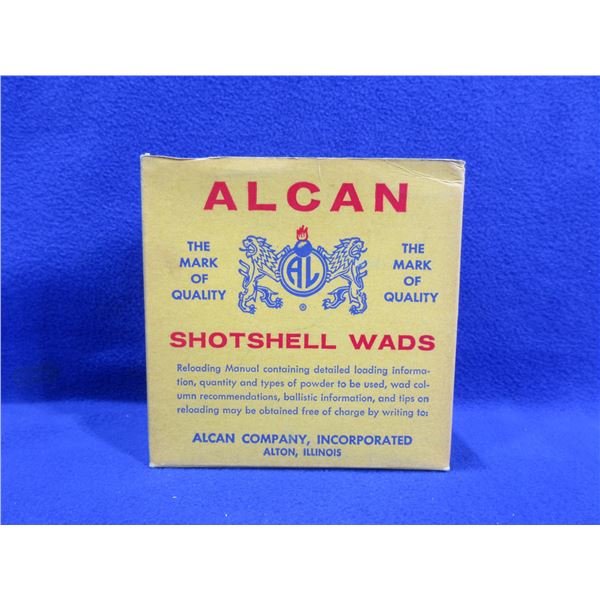 ALCAN
THE
MARK
OF
QUALITY
AL
®
THE
MARK
OF
QUALITY
SHOTSHELL WADS
Reloading Manual containing detailed loading informa-
tion, quantity and types of powder to be used, wad col-
umn recommendations, ballistic information, and tips on
reloading may be obtained free of charge by writing to:
ALCAN COMPANY, INCORPORATED
ALTON, ILLINOIS